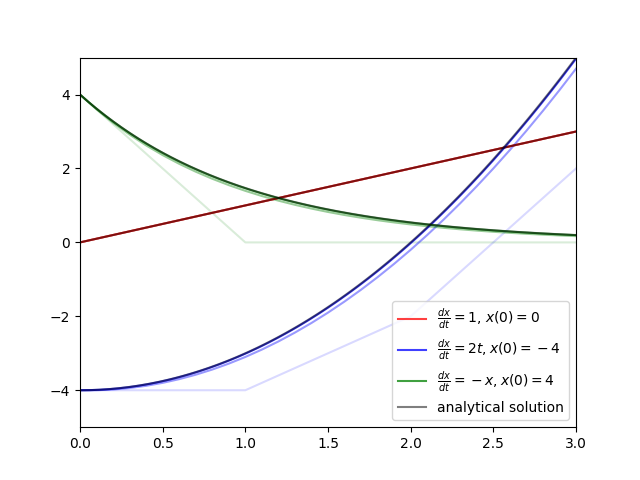 4
2
0
−2
−4
0.0 0.5 1.0 1.5 2.0 2.5 3.0
dx/dt = 1, x(0) = 0
dx/dt = 2t, x(0) = −4
dx/dt = −x, x(0) = 4
analytical solution